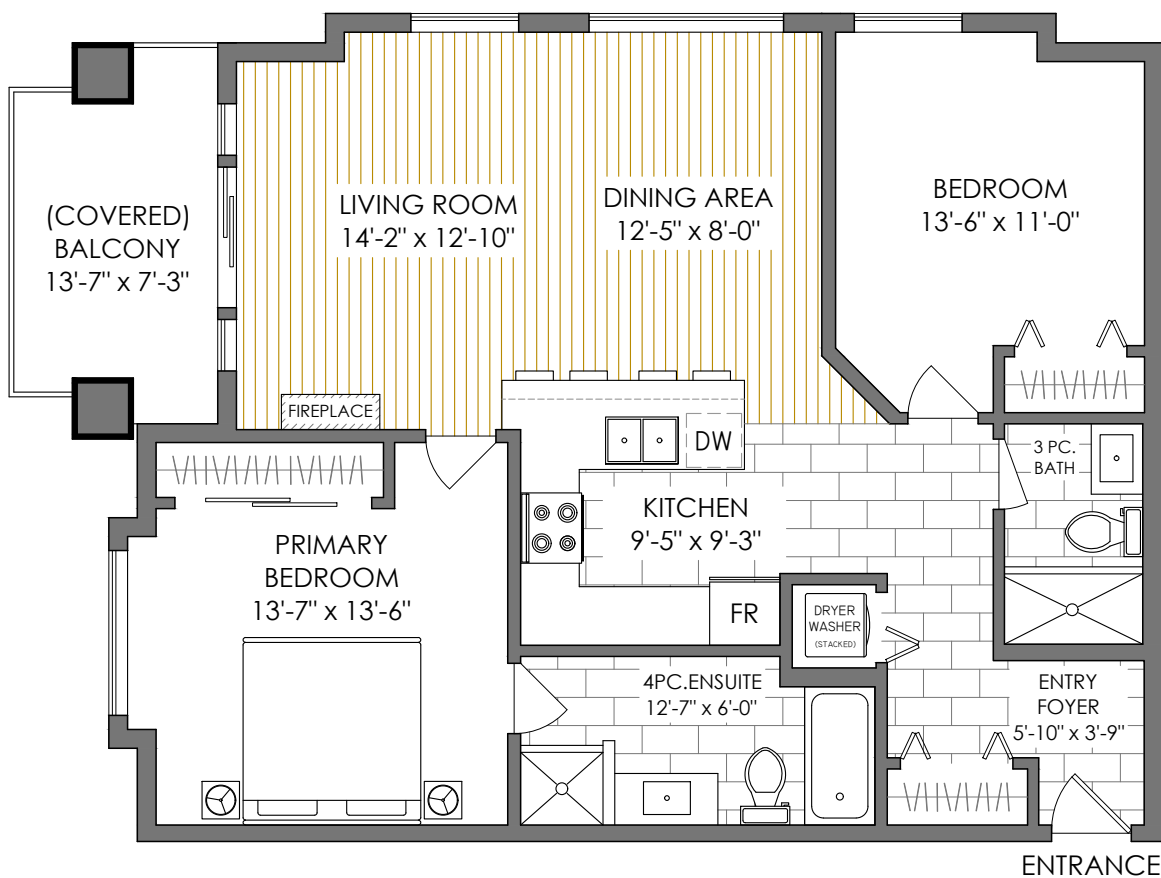 (COVERED)
BALCONY
13'-7" x 7'-3"
LIVING ROOM
14'-2" x 12'-10"
DINING AREA
12'-5" x 8'-0"
BEDROOM
13'-6" x 11'-0"
FIREPLACE
DW
3 PC.
BATH
KITCHEN
9'-5" x 9'-3"
PRIMARY
BEDROOM
13'-7" x 13'-6"
FR
DRYER
WASHER
(STACKED)
4PC.ENSUITE
12'-7" x 6'-0"
ENTRY
FOYER
5'-10" x 3'-9"
ENTRANCE